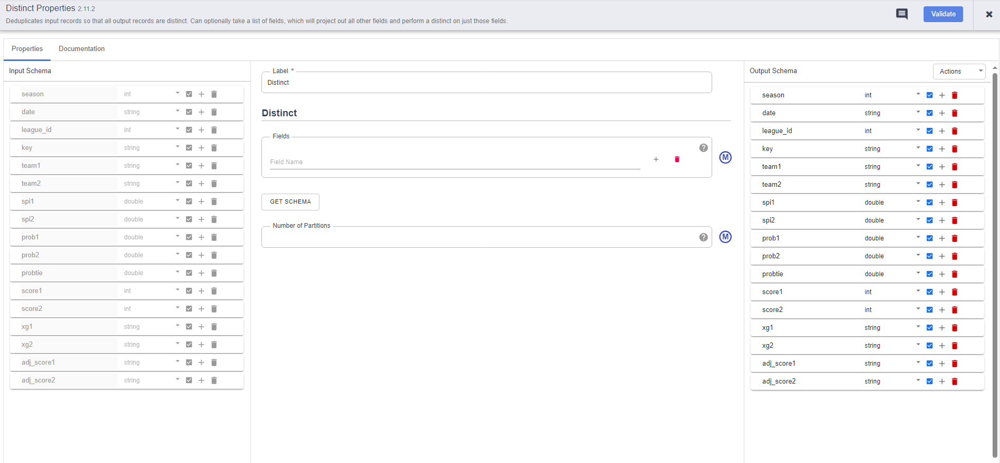 Distinct Properties 2.11.2
Deduplicates input records so that all output records are distinct. Can optionally take a list of fields, which will project out all other fields and perform a distinct on just those fields.
Validate
Properties Documentation
Input Schema
season int
date string
league_id int
key string
team1 string
team2 string
spi1 double
spi2 double
prob1 double
prob2 double
probtie double
score1 int
score2 int
xg1 string
xg2 string
adj_score1 string
adj_score2 string
Label *
Distinct
Distinct
Fields
Field Name
M
GET SCHEMA
Number of Partitions
M
Output Schema
Actions
season int
date string
league_id int
key string
team1 string
team2 string
spi1 double
spi2 double
prob1 double
prob2 double
probtie double
score1 int
score2 int
xg1 string
xg2 string
adj_score1 string
adj_score2 string